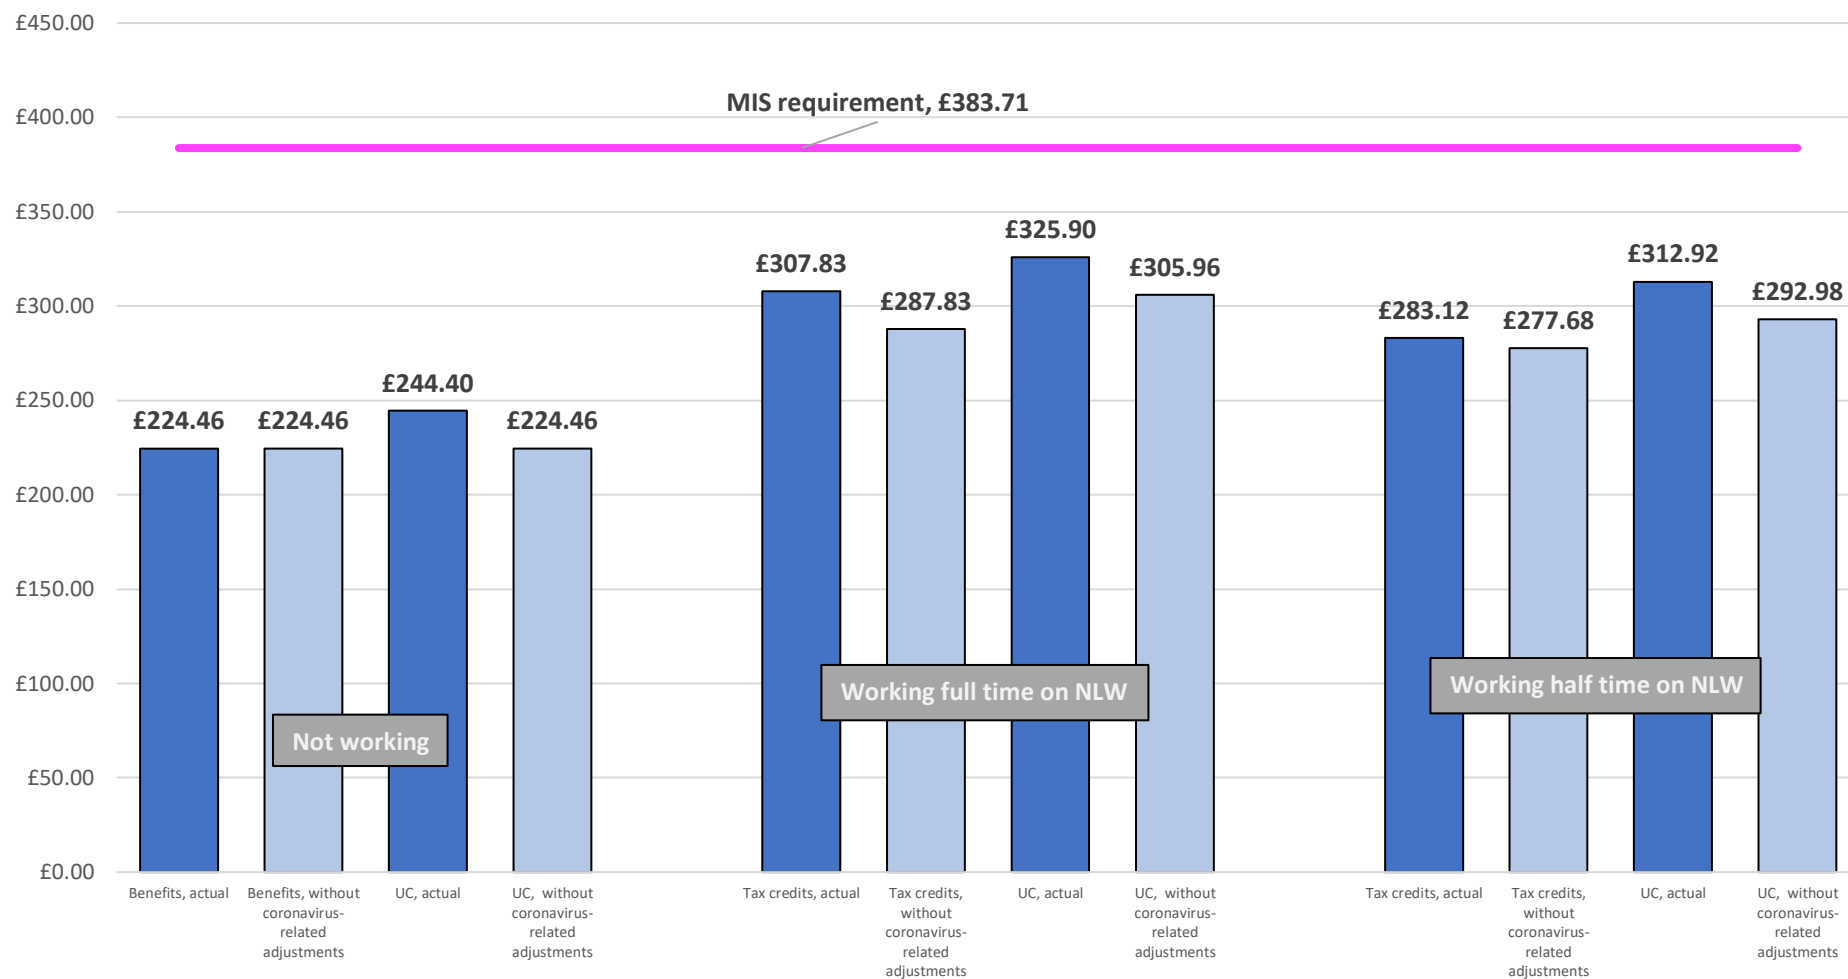 £450.00
£400.00
£350.00
£300.00
£250.00
£200.00
£150.00
£100.00
£50.00
£0.00
MIS requirement, £383.71
£224.46
£224.46
£244.40
£224.46
£307.83
£287.83
£325.90
£305.96
£283.12
£277.68
£312.92
£292.98
Not working
Working full time on NLW
Working half time on NLW
Benefits, actual
Benefits, without
coronavirus-
related
adjustments
UC, actual
UC, without
coronavirus-
related
adjustments
Tax credits, actual
Tax credits,
without
coronavirus-
related
adjustments
UC, actual
UC, without
coronavirus-
related
adjustments
Tax credits, actual
Tax credits,
without
coronavirus-
related
adjustments
UC, actual
UC, without
coronavirus-
related
adjustments